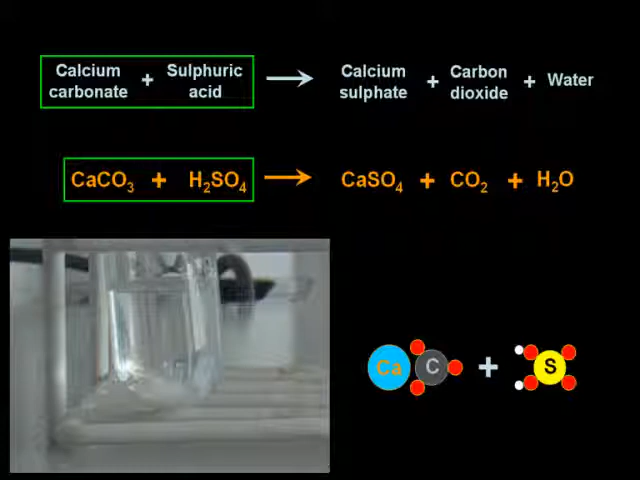 Calcium carbonate + Sulphuric acid → Calcium sulphate + Carbon dioxide + Water
CaCO₃ + H₂SO₄ → CaSO₄ + CO₂ + H₂O
Ca C + S